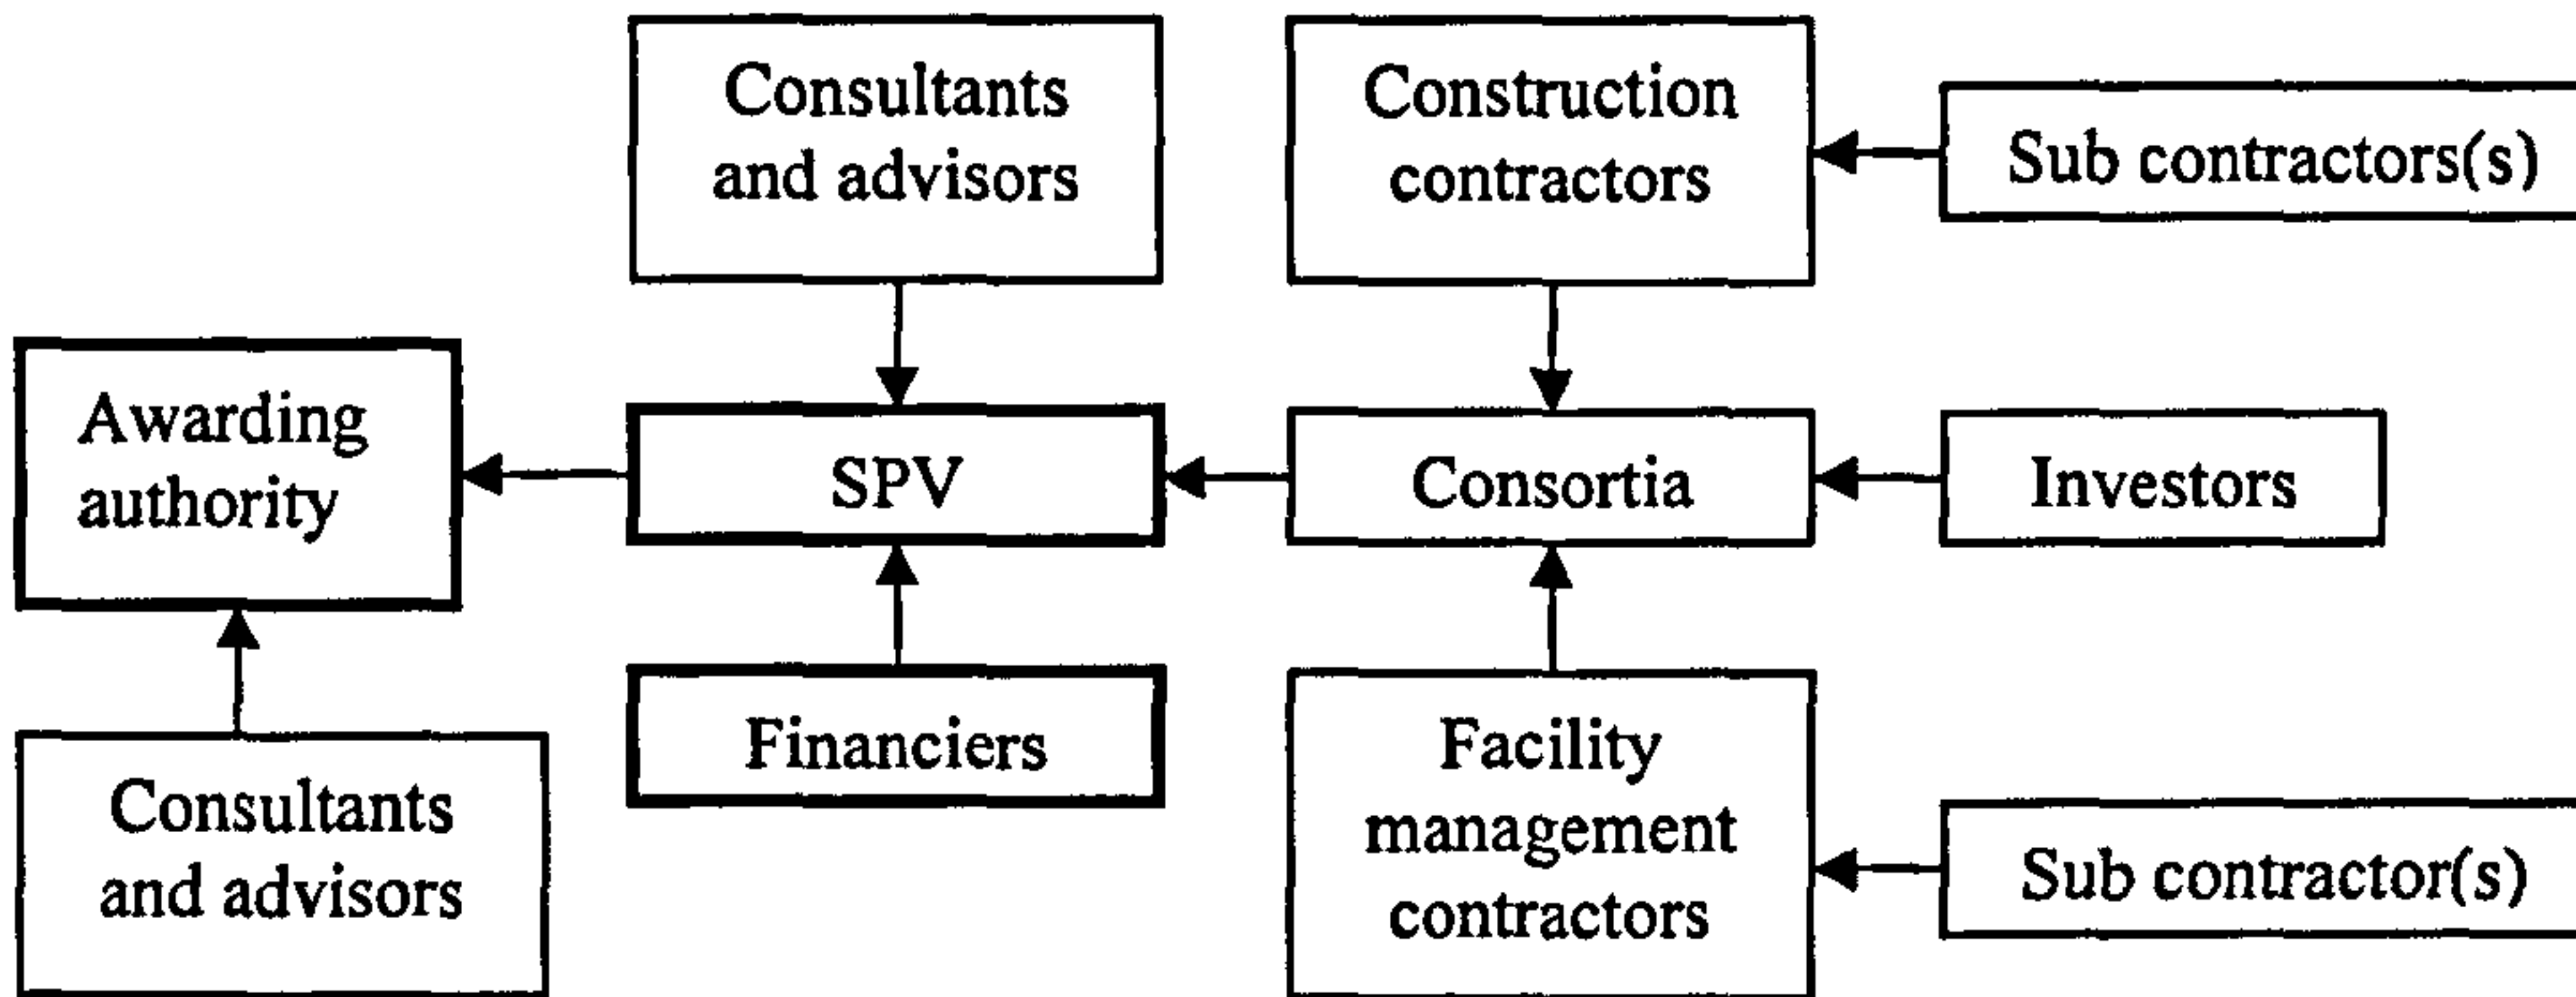 Consultants
and advisors
Construction
contractors
Sub contractors(s)
Awarding
authority
SPV
Consortia
Investors
Consultants
and advisors
Financiers
Facility
management
contractors
Sub contractor(s)